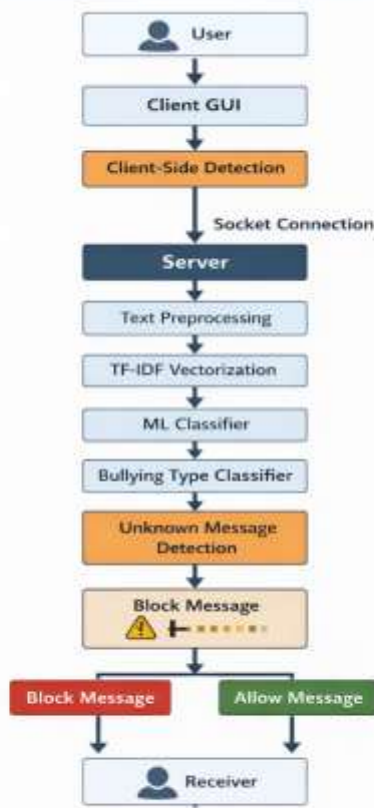 User
Client GUI
Client-Side Detection
Socket Connection
Server
Text Preprocessing
TF-IDF Vectorization
ML Classifier
Bullying Type Classifier
Unknown Message
Detection
Block Message
Block Message
Allow Message
Receiver